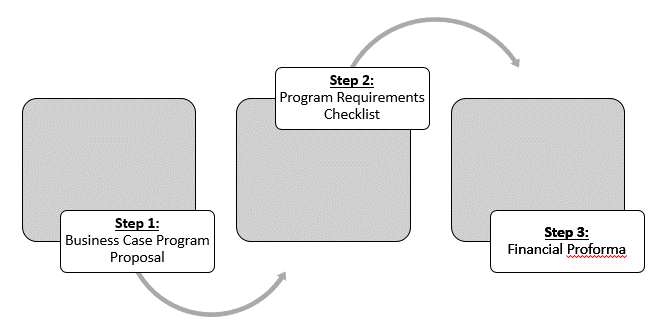 Step 1:
Business Case Program
Proposal
Step 2:
Program Requirements
Checklist
Step 3:
Financial Proforma